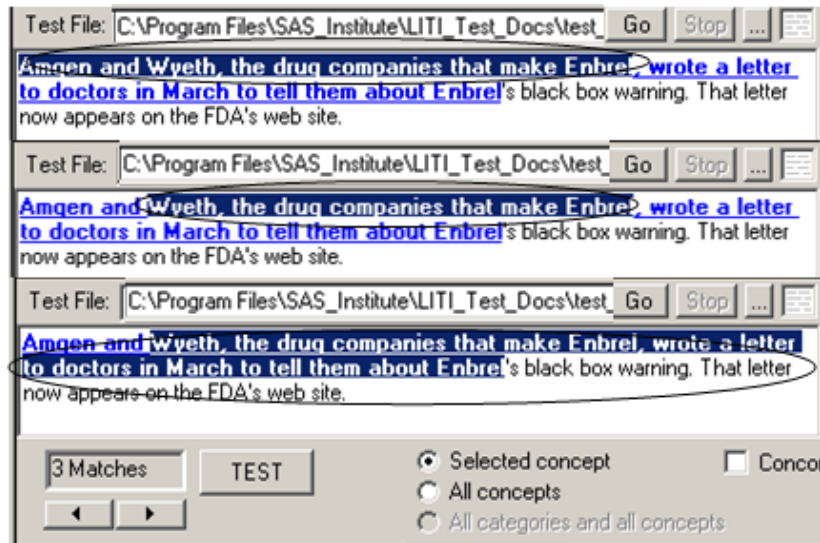 Test File: C:\Program Files\SAS_Institute\LITI_Test_Docs\test_ Go Stop ...
Amgen and Wyeth, the drug companies that make Enbrel, wrote a letter
to doctors in March to tell them about Enbrel's black box warning. That letter
now appears on the FDA's web site.
Test File: C:\Program Files\SAS_Institute\LITI_Test_Docs\test_ Go Stop ...
Amgen and Wyeth, the drug companies that make Enbrel, wrote a letter
to doctors in March to tell them about Enbrel's black box warning. That letter
now appears on the FDA's web site.
Test File: C:\Program Files\SAS_Institute\LITI_Test_Docs\test_ Go Stop ...
Amgen and Wyeth, the drug companies that make Enbrel, wrote a letter
to doctors in March to tell them about Enbrel's black box warning. That letter
now appears on the FDA's web site.
3 Matches TEST Selected concept Concor
All concepts
All categories and all concepts